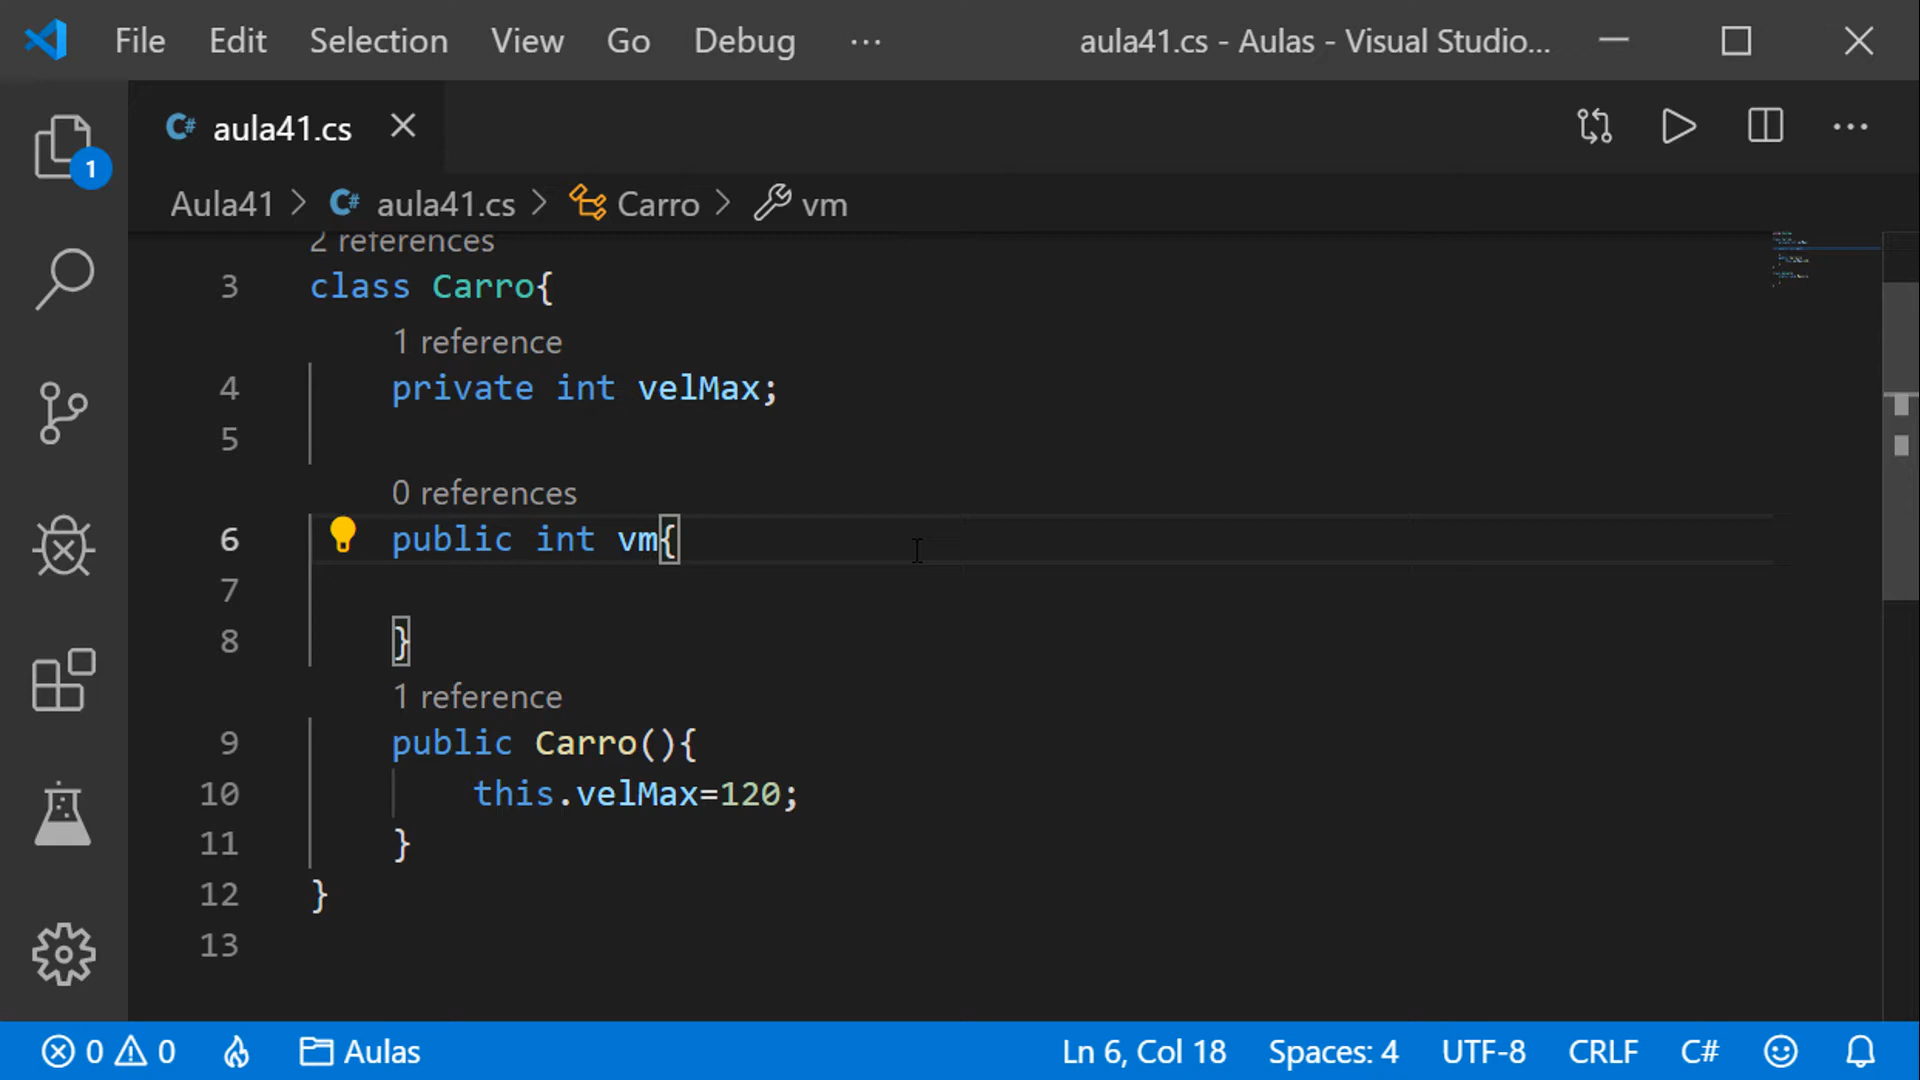 File Edit Selection View Go Debug ··· aula41.cs - Aulas - Visual Studio...
C# aula41.cs
1
Aula41 > C# aula41.cs > Carro > vm
2 references
3 class Carro{
1 reference
4 private int velMax;
5
0 references
6 public int vm{
7
8 }
1 reference
9 public Carro(){
10 this.velMax=120;
11 }
12 }
13
0 0 Aulas Ln 6, Col 18 Spaces: 4 UTF-8 CRLF C#